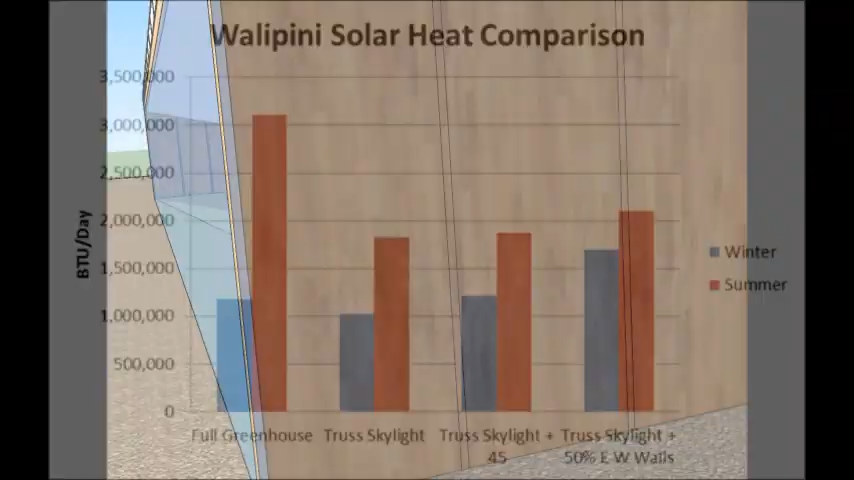 Walipini Solar Heat Comparison
3,500,000
3,000,000
2,500,000
2,000,000
1,500,000
1,000,000
500,000
0
BTU/Day
Winter
Summer
Full Greenhouse
Truss Skylight
Truss Skylight +
45
Truss Skylight +
50% E W Walls